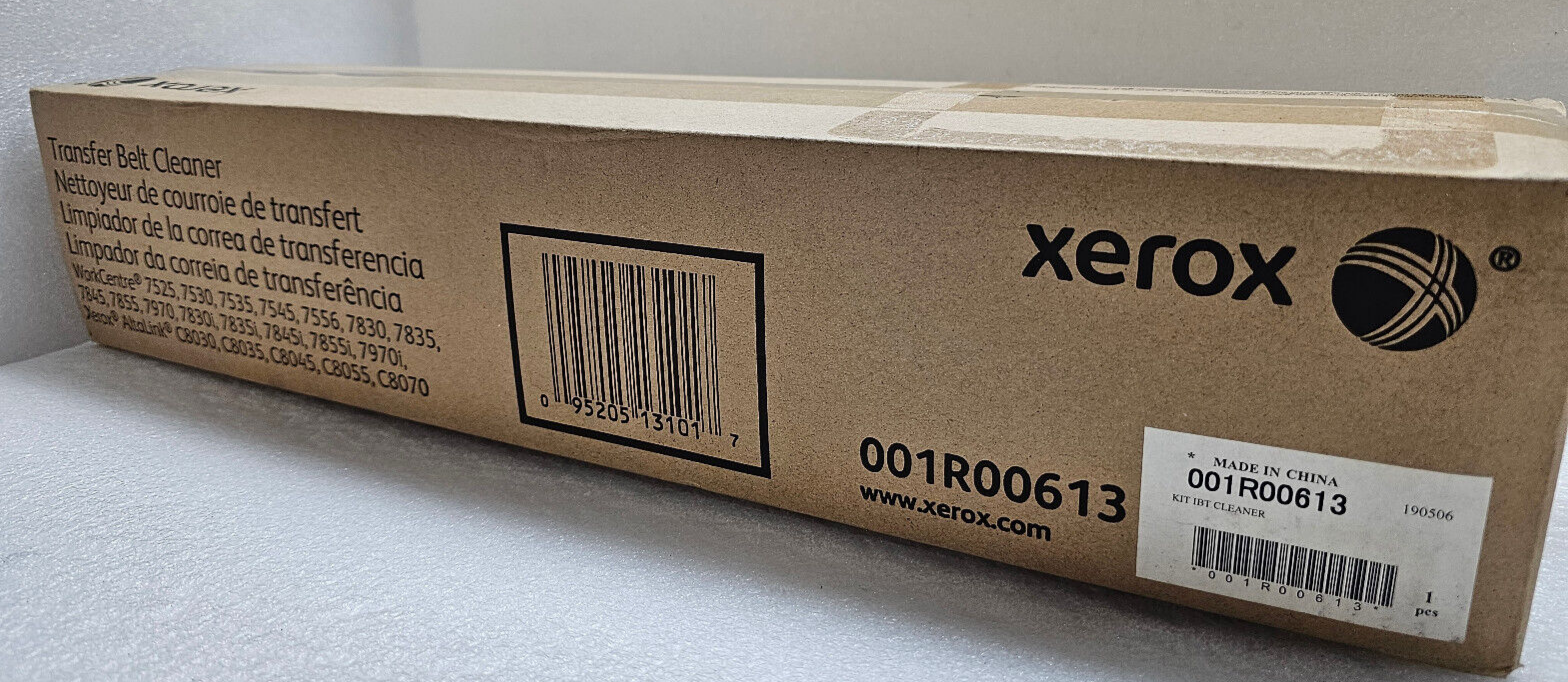 xerox
Transfer Belt Cleaner
Nettoyeur de courroie de transfert
Limpiador de la correa de transferencia
Limpador da correia de transferência
WorkCentre® 7525, 7530, 7535, 7545, 7556, 7830, 7835,
7845, 7855, 7970, 7830i, 7835i, 7845i, 7855i, 7970i,
Xerox® AltaLink® C8030, C8035, C8045, C8055, C8070
0 95205 13101 7
xerox ®
001R00613
www.xerox.com
* MADE IN CHINA
001R00613
KIT IBT CLEANER
190506
*001R00613*
1
pcs